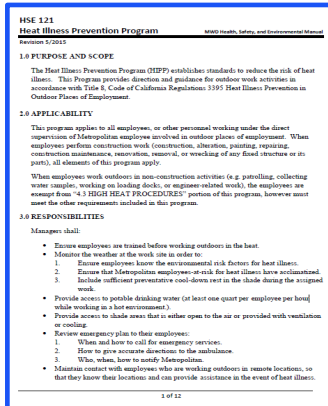 HSE 121
Heat Illness Prevention Program MWD Health, Safety, and Environmental Manual
Revision 5/2015
1.0 PURPOSE AND SCOPE
The Heat Illness Prevention Program (HIPP) establishes standards to reduce the risk of heat
illness. This Program provides direction and guidance for outdoor work activities in
accordance with Title 8, Code of California Regulations 3395 Heat Illness Prevention in
Outdoor Places of Employment.
2.0 APPLICABILITY
This program applies to all employees, or other personnel working under the direct
supervision of Metropolitan employee involved in outdoor places of employment. When
employees perform construction work (construction, alteration, painting, repairing,
construction maintenance, renovation, removal, or wrecking of any fixed structure or its
parts), all elements of this program apply.
When employees work outdoors in non-construction activities (e.g. patrolling, collecting
water samples, working on loading docks, or engineer-related work), the employees are
exempt from “4.3 HIGH HEAT PROCEDURES” portion of this program, however must
meet the other requirements included in this program.
3.0 RESPONSIBILITIES
Managers shall:
• Ensure employees are trained before working outdoors in the heat.
• Monitor the weather at the work site in order to:
1. Ensure employees know the environmental risk factors for heat illness.
2. Ensure that Metropolitan employees-at-risk for heat illness have acclimatized.
3. Include sufficient preventative cool-down rest in the shade during the assigned
work.
• Provide access to potable drinking water (at least one quart per employee per hour
while working in a hot environment).
• Provide access to shade areas that is either open to the air or provided with ventilation
or cooling.
• Review emergency plan to their employees:
1. When and how to call for emergency services.
2. How to give accurate directions to the ambulance.
3. Who, when, how to notify Metropolitan.
• Maintain contact with employees who are working outdoors in remote locations, so
that they know their locations and can provide assistance in the event of heat illness.
1 of 12